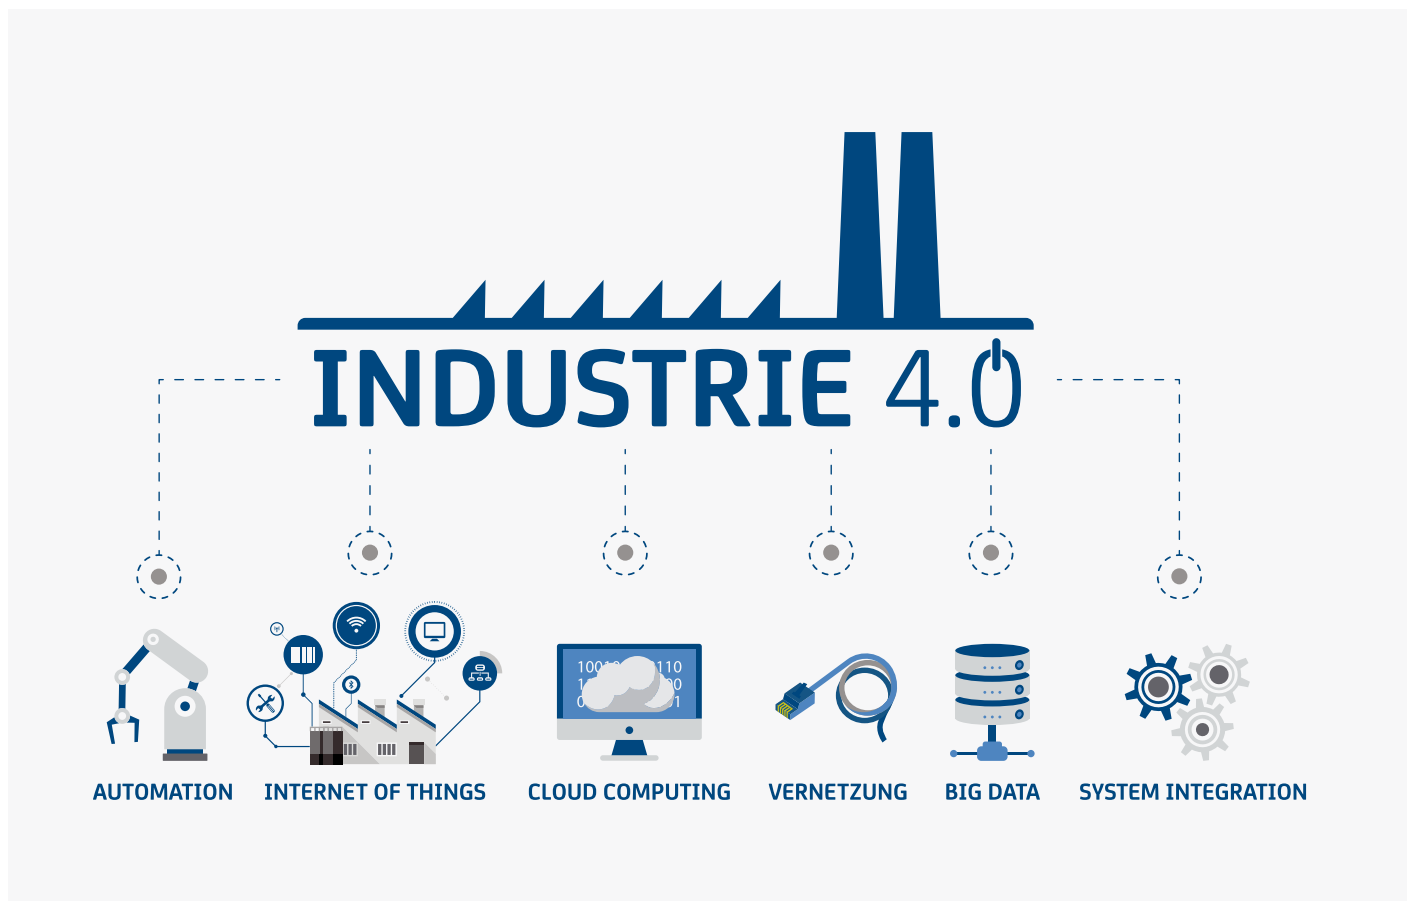 INDUSTRIE 4.0
AUTOMATION
INTERNET OF THINGS
CLOUD COMPUTING
VERNETZUNG
BIG DATA
SYSTEM INTEGRATION